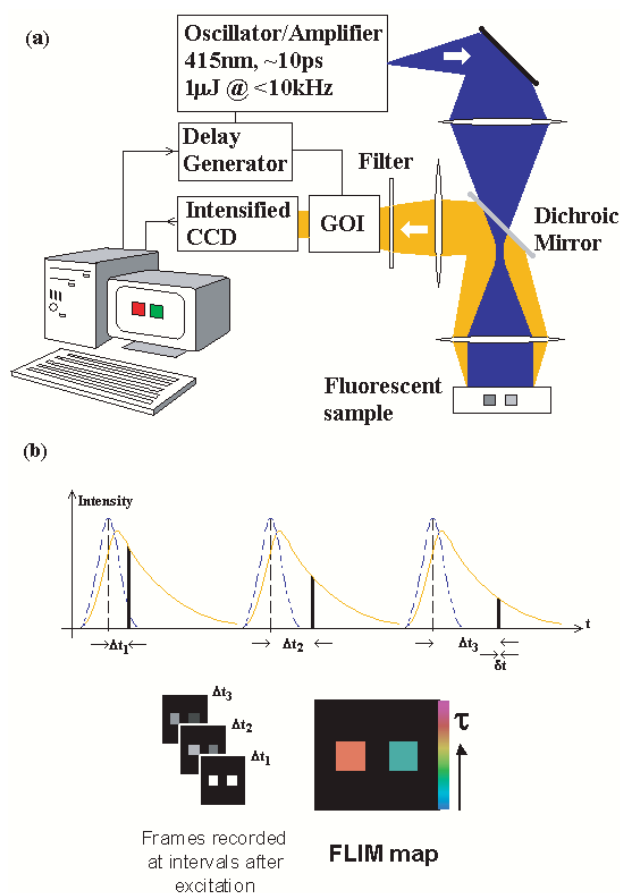 (a)
Oscillator/Amplifier
415nm, ~10ps
1μJ @ <10kHz
Delay
Generator
Filter
Intensified
CCD
GOI
Dichroic
Mirror
Fluorescent
sample
(b)
Intensity
t
Δt1
Δt2
Δt3
δt
Δt3
Δt2
Δt1
τ
Frames recorded
at intervals after
excitation
FLIM map